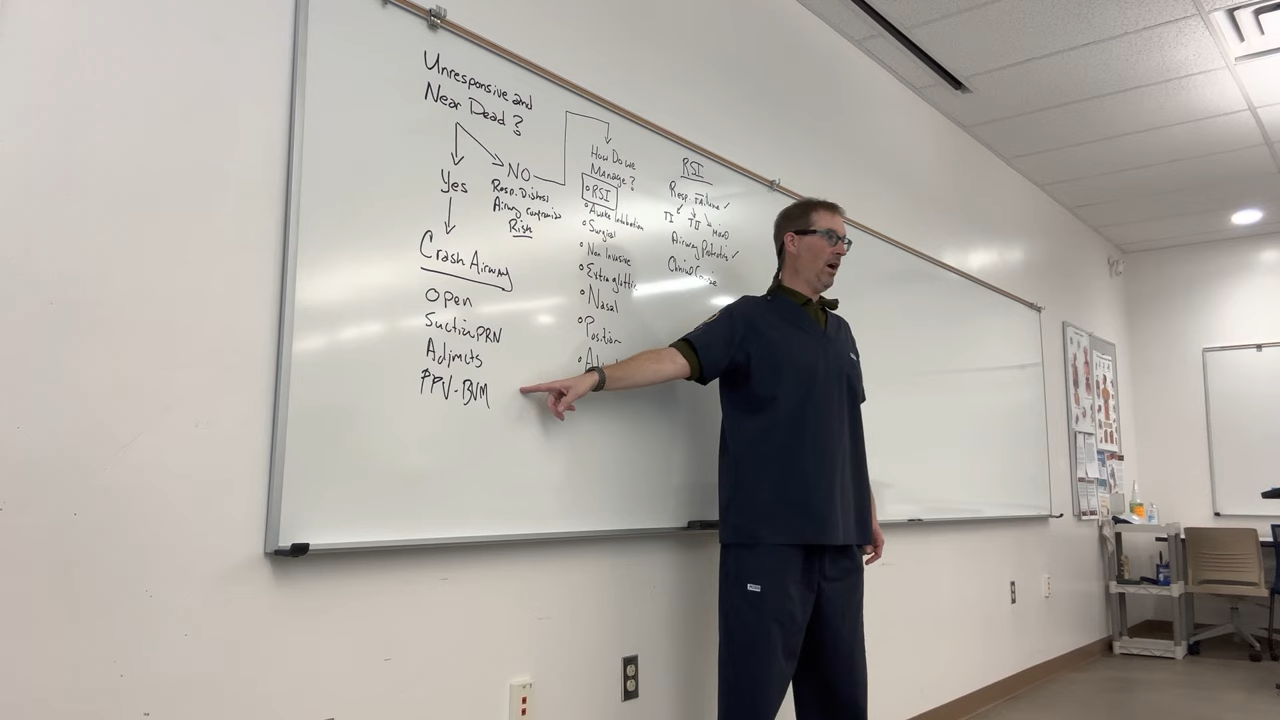 Unresponsive and
Near Dead?
Yes
Crash Airway
Open
Suction PRN
Adjncts
PPV-BVM
NO
Resp. Distress
Airway compromise
Risk
How Do we
Manage?
RSI
Awake Intubation
Surgical
Non Invasive
Extraglottic
Nasal
Position
RSI
Resp. Failure ✓
TI TII Mixed
Airway Protection ✓
Clinical Course